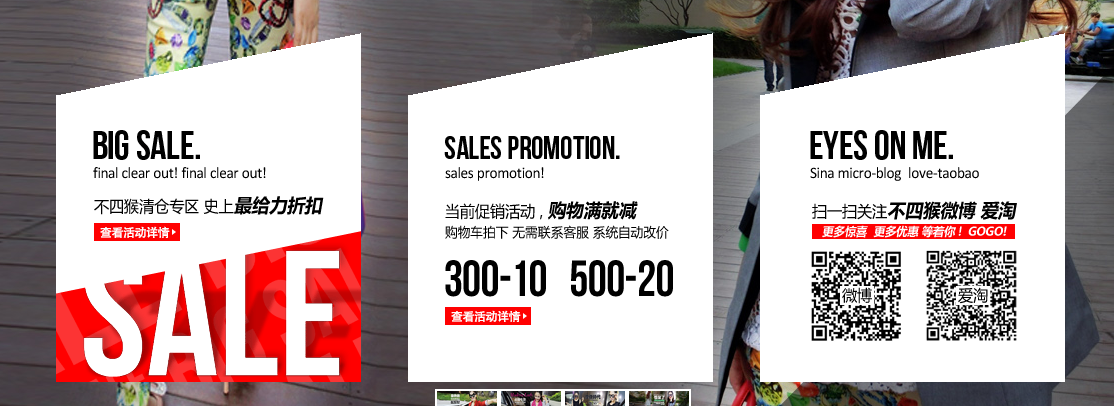 BIG SALE.
final clear out! final clear out!
不四猴清仓专区 史上最给力折扣
查看活动详情
SALE
SALES PROMOTION.
sales promotion!
当前促销活动，购物满就减
购物车拍下 无需联系客服 系统自动改价
300-10 500-20
查看活动详情
EYES ON ME.
Sina micro-blog love-taobao
扫一扫关注不四猴微博 爱淘
更多惊喜 更多优惠 等着你！GOGO!
微博 爱淘